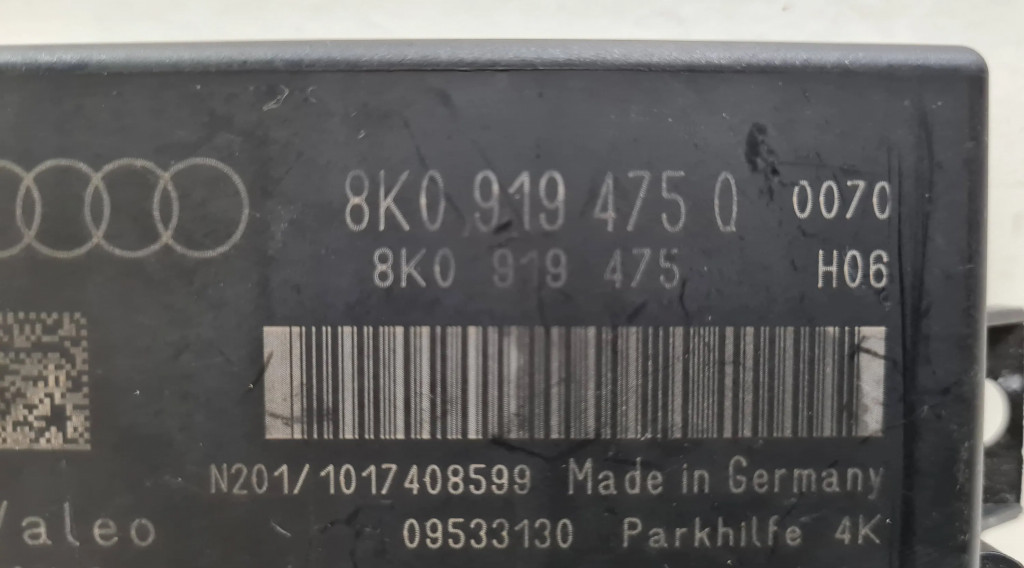 8K0 919 475 Q 0070
8K0 919 475 H06
N201/1017408599 Made in Germany
Valeo 09533130 Parkhilfe 4K